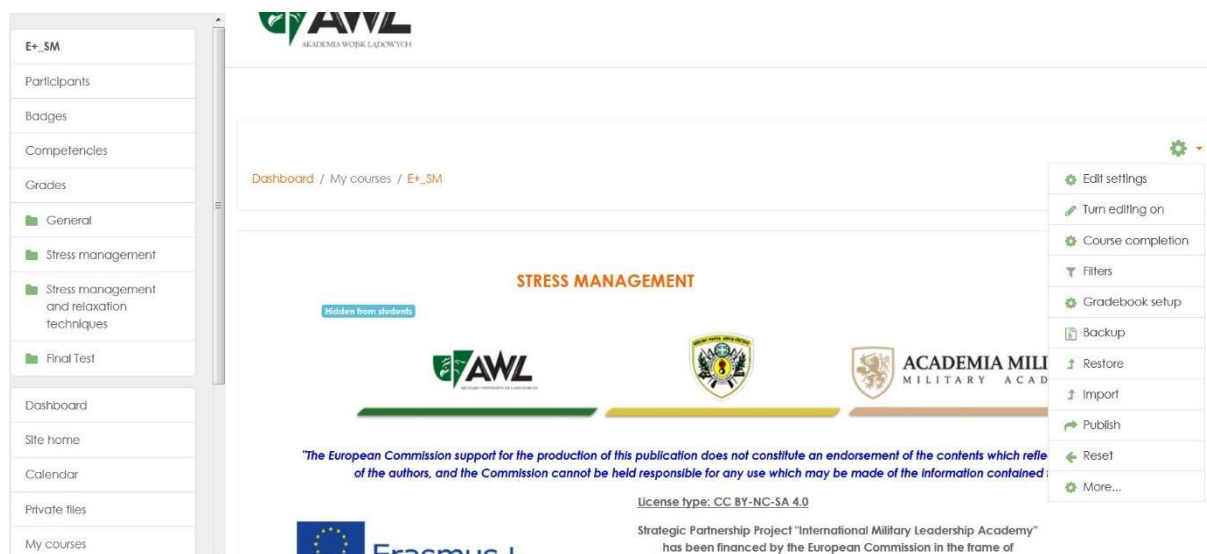 AWL
AKADEMIA WOJSK LĄDOWYCH
E+_SM
Participants
Badges
Competencies
Grades
General
Stress management
Stress management
and relaxation
techniques
Final Test
Dashboard
Site home
Calendar
Private files
My courses
Dashboard / My courses / E+_SM
Edit settings
Turn editing on
Course completion
Filters
Gradebook setup
Backup
Restore
Import
Publish
Reset
More...
STRESS MANAGEMENT
Hidden from students
AWL
MILITARY UNIVERSITY OF LAND FORCES
ACADEMIA MILI
MILITARY ACAD
"The European Commission support for the production of this publication does not constitute an endorsement of the contents which refle
of the authors, and the Commission cannot be held responsible for any use which may be made of the information contained
License type: CC BY-NC-SA 4.0
Strategic Partnership Project "International Military Leadership Academy"
has been financed by the European Commission in the frame of
Erasmus +